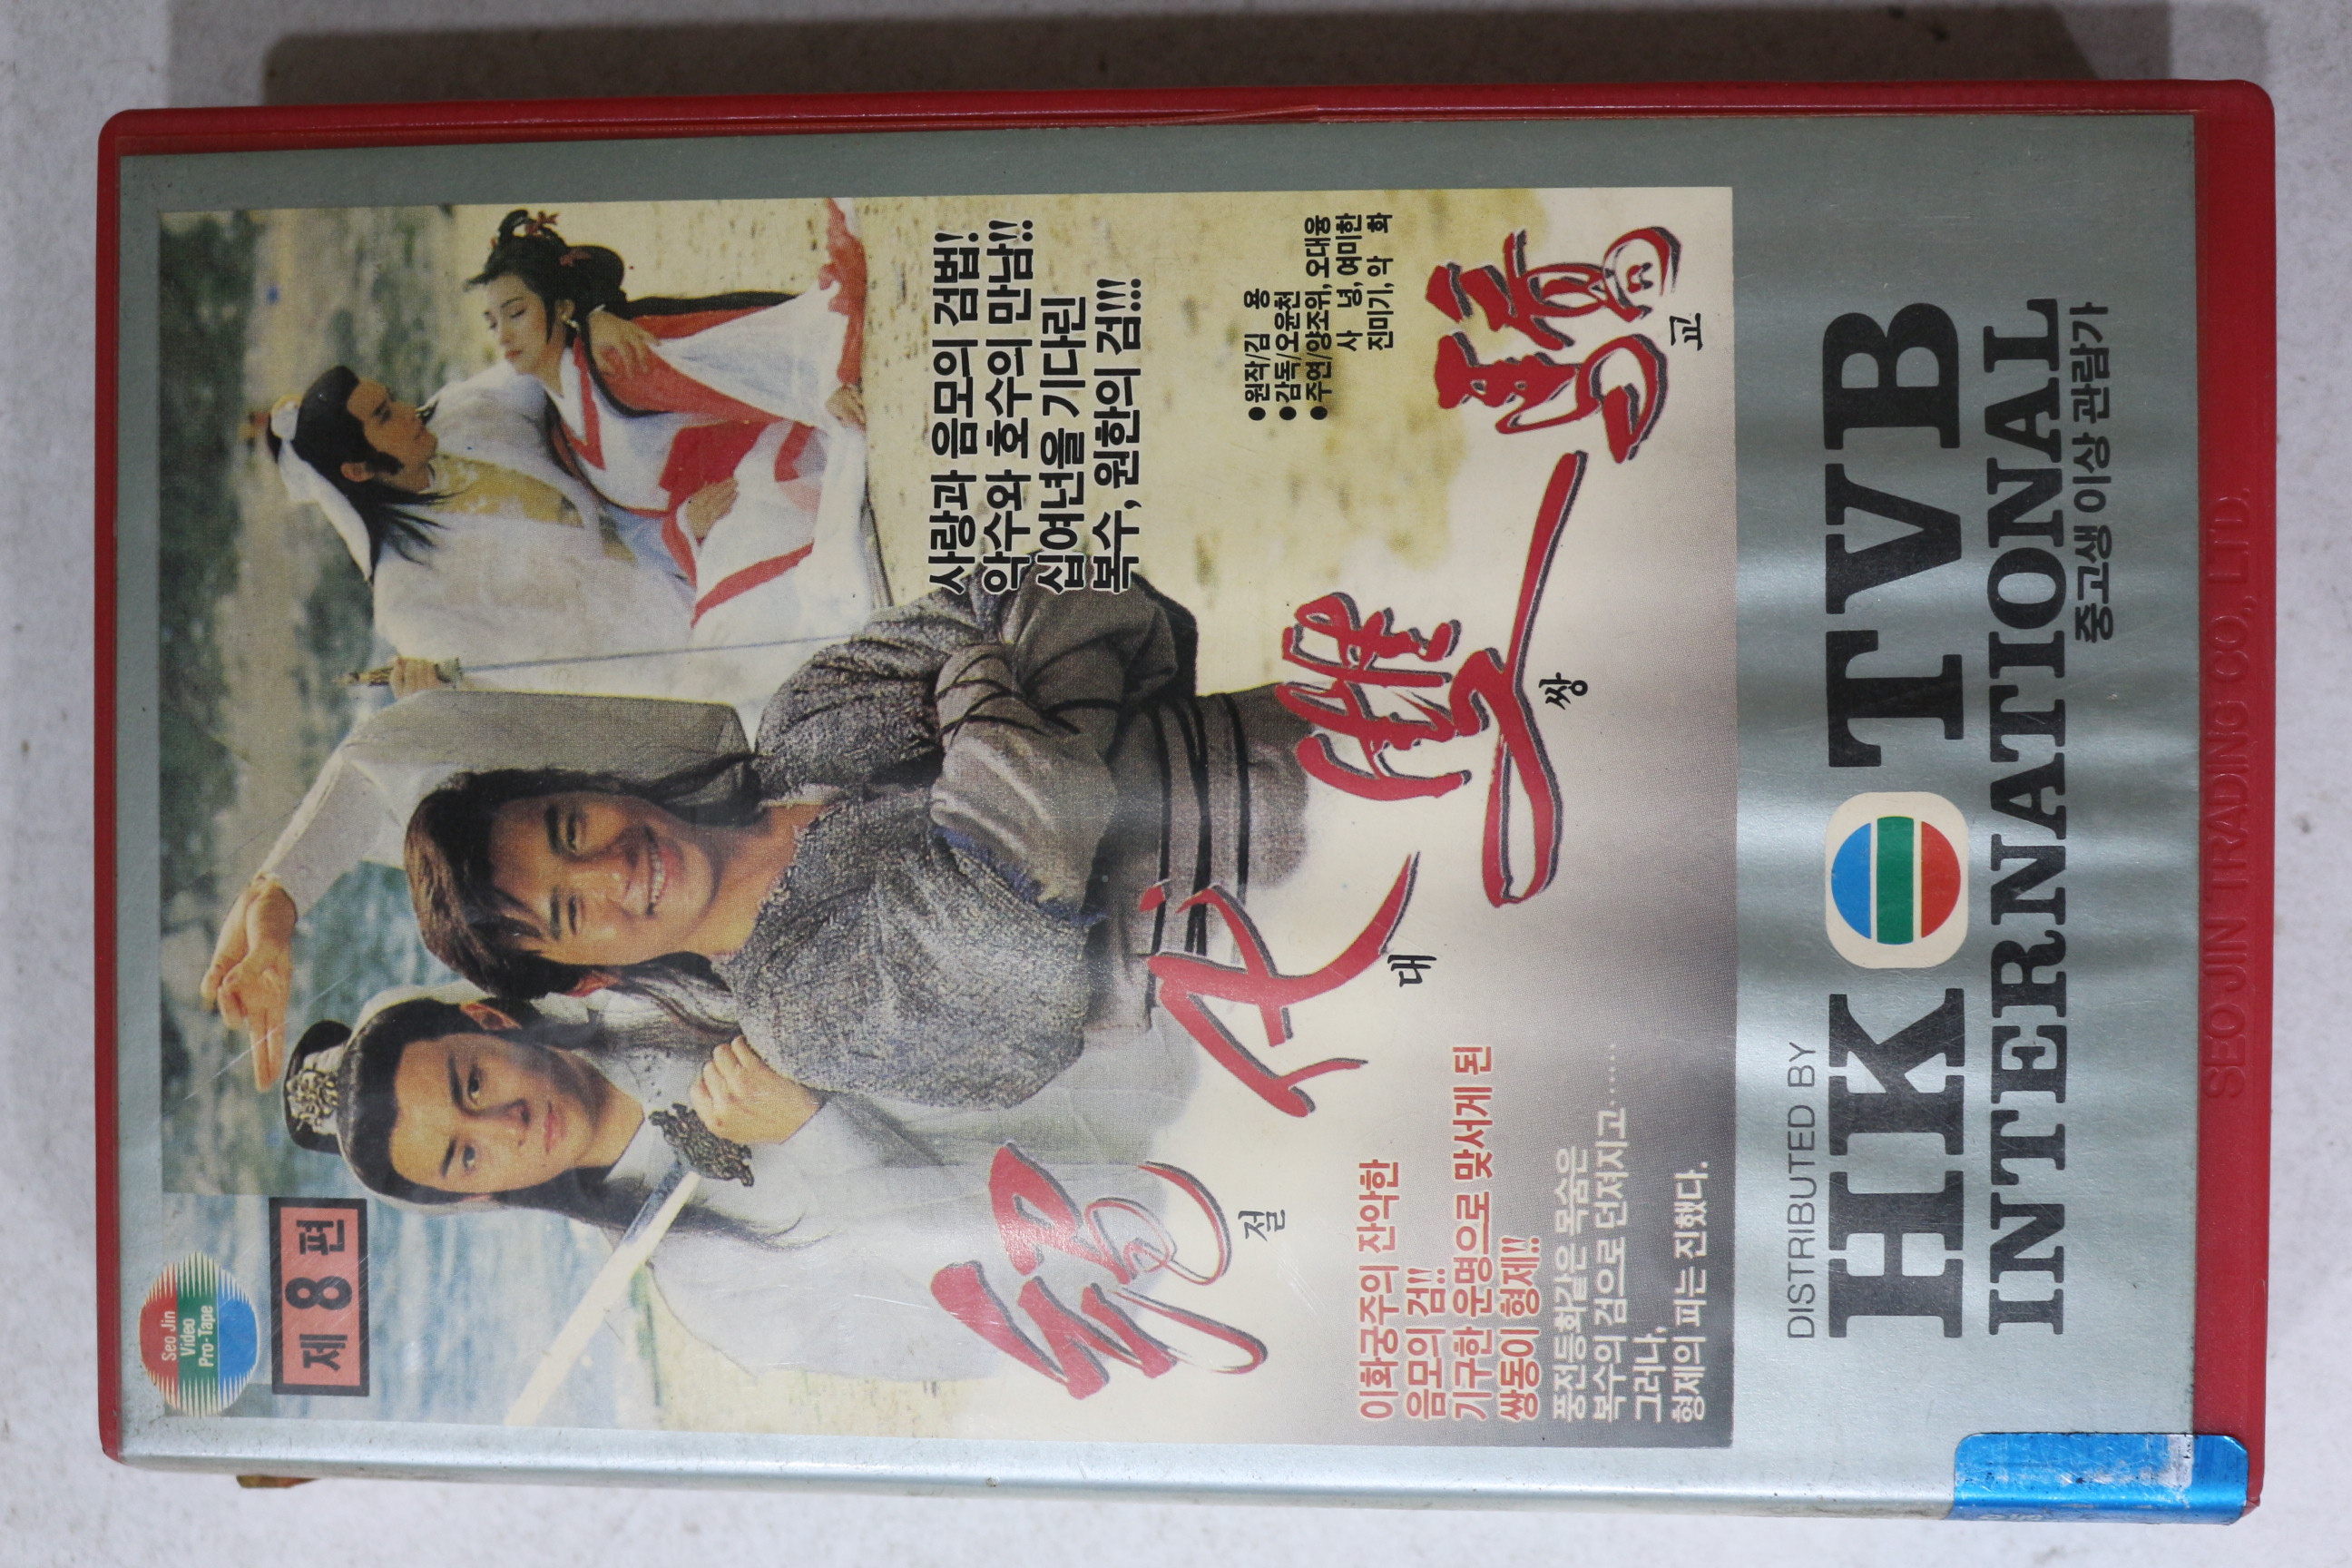 Seo Jin
Video
Pro-Tape
제 8 편
사랑과 음모의 검법!
악수와 호수의 만남!!
십여년을 기다린
복수, 원한의 검!!!
●원작/김 용
●감독/오윤천
●주연/양조위, 오대융
사 녕, 여미한
진미기, 악 화
絕代雙驕
절 대 쌍 교
이화궁주의 잔악한
음모의 검!!
기구한 운명으로 맞서게 된
쌍둥이 형제!!
풍전등화같은 목숨은
복수의 검으로 던져지고······
그러나,
형제의 피는 진했다.
DISTRIBUTED BY
HK TVB
INTERNATIONAL
중고생 이상 관람가
SEO JIN TRADING CO., LTD.